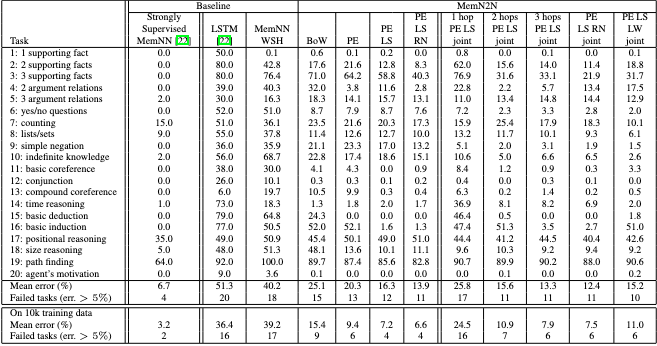 Baseline MemN2N
Strongly PE 1 hop 2 hops 3 hops PE PE LS
Supervised LSTM MemNN PE LS PE LS PE LS PE LS LS RN LW
Task MemNN [22] [22] WSH BoW PE LS RN joint joint joint joint joint
1: 1 supporting fact 0.0 50.0 0.1 0.6 0.1 0.2 0.0 0.8 0.0 0.1 0.0 0.1
2: 2 supporting facts 0.0 80.0 42.8 17.6 21.6 12.8 8.3 62.0 15.6 14.0 11.4 18.8
3: 3 supporting facts 0.0 80.0 76.4 71.0 64.2 58.8 40.3 76.9 31.6 33.1 21.9 31.7
4: 2 argument relations 0.0 39.0 40.3 32.0 3.8 11.6 2.8 22.8 2.2 5.7 13.4 17.5
5: 3 argument relations 2.0 30.0 16.3 18.3 14.1 15.7 13.1 11.0 13.4 14.8 14.4 12.9
6: yes/no questions 0.0 52.0 51.0 8.7 7.9 8.7 7.6 7.2 2.3 3.3 2.8 2.0
7: counting 15.0 51.0 36.1 23.5 21.6 20.3 17.3 15.9 25.4 17.9 18.3 10.1
8: lists/sets 9.0 55.0 37.8 11.4 12.6 12.7 10.0 13.2 11.7 10.1 9.3 6.1
9: simple negation 0.0 36.0 35.9 21.1 23.3 17.0 13.2 5.1 2.0 3.1 1.9 1.5
10: indefinite knowledge 2.0 56.0 68.7 22.8 17.4 18.6 15.1 10.6 5.0 6.6 6.5 2.6
11: basic coreference 0.0 38.0 30.0 4.1 4.3 0.0 0.9 8.4 1.2 0.9 0.3 3.3
12: conjunction 0.0 26.0 10.1 0.3 0.3 0.1 0.2 0.4 0.0 0.3 0.1 0.0
13: compound coreference 0.0 6.0 19.7 10.5 9.9 0.3 0.4 6.3 0.2 1.4 0.2 0.5
14: time reasoning 1.0 73.0 18.3 1.3 1.8 2.0 1.7 36.9 8.1 8.2 6.9 2.0
15: basic deduction 0.0 79.0 64.8 24.3 0.0 0.0 0.0 46.4 0.5 0.0 0.0 1.8
16: basic induction 0.0 77.0 50.5 52.0 52.1 1.6 1.3 47.4 51.3 3.5 2.7 51.0
17: positional reasoning 35.0 49.0 50.9 45.4 50.1 49.0 51.0 44.4 41.2 44.5 40.4 42.6
18: size reasoning 5.0 48.0 51.3 48.1 13.6 10.1 11.1 9.6 10.3 9.2 9.4 9.2
19: path finding 64.0 92.0 100.0 89.7 87.4 85.6 82.8 90.7 89.9 90.2 88.0 90.6
20: agent's motivation 0.0 9.0 3.6 0.1 0.0 0.0 0.0 0.0 0.1 0.0 0.0 0.2
Mean error (%) 6.7 51.3 40.2 25.1 20.3 16.3 13.9 25.8 15.6 13.3 12.4 15.2
Failed tasks (err. > 5%) 4 20 18 15 13 12 11 17 11 11 11 10
On 10k training data
Mean error (%) 3.2 36.4 39.2 15.4 9.4 7.2 6.6 24.5 10.9 7.9 7.5 11.0
Failed tasks (err. > 5%) 2 16 17 9 6 4 4 16 7 6 6 6